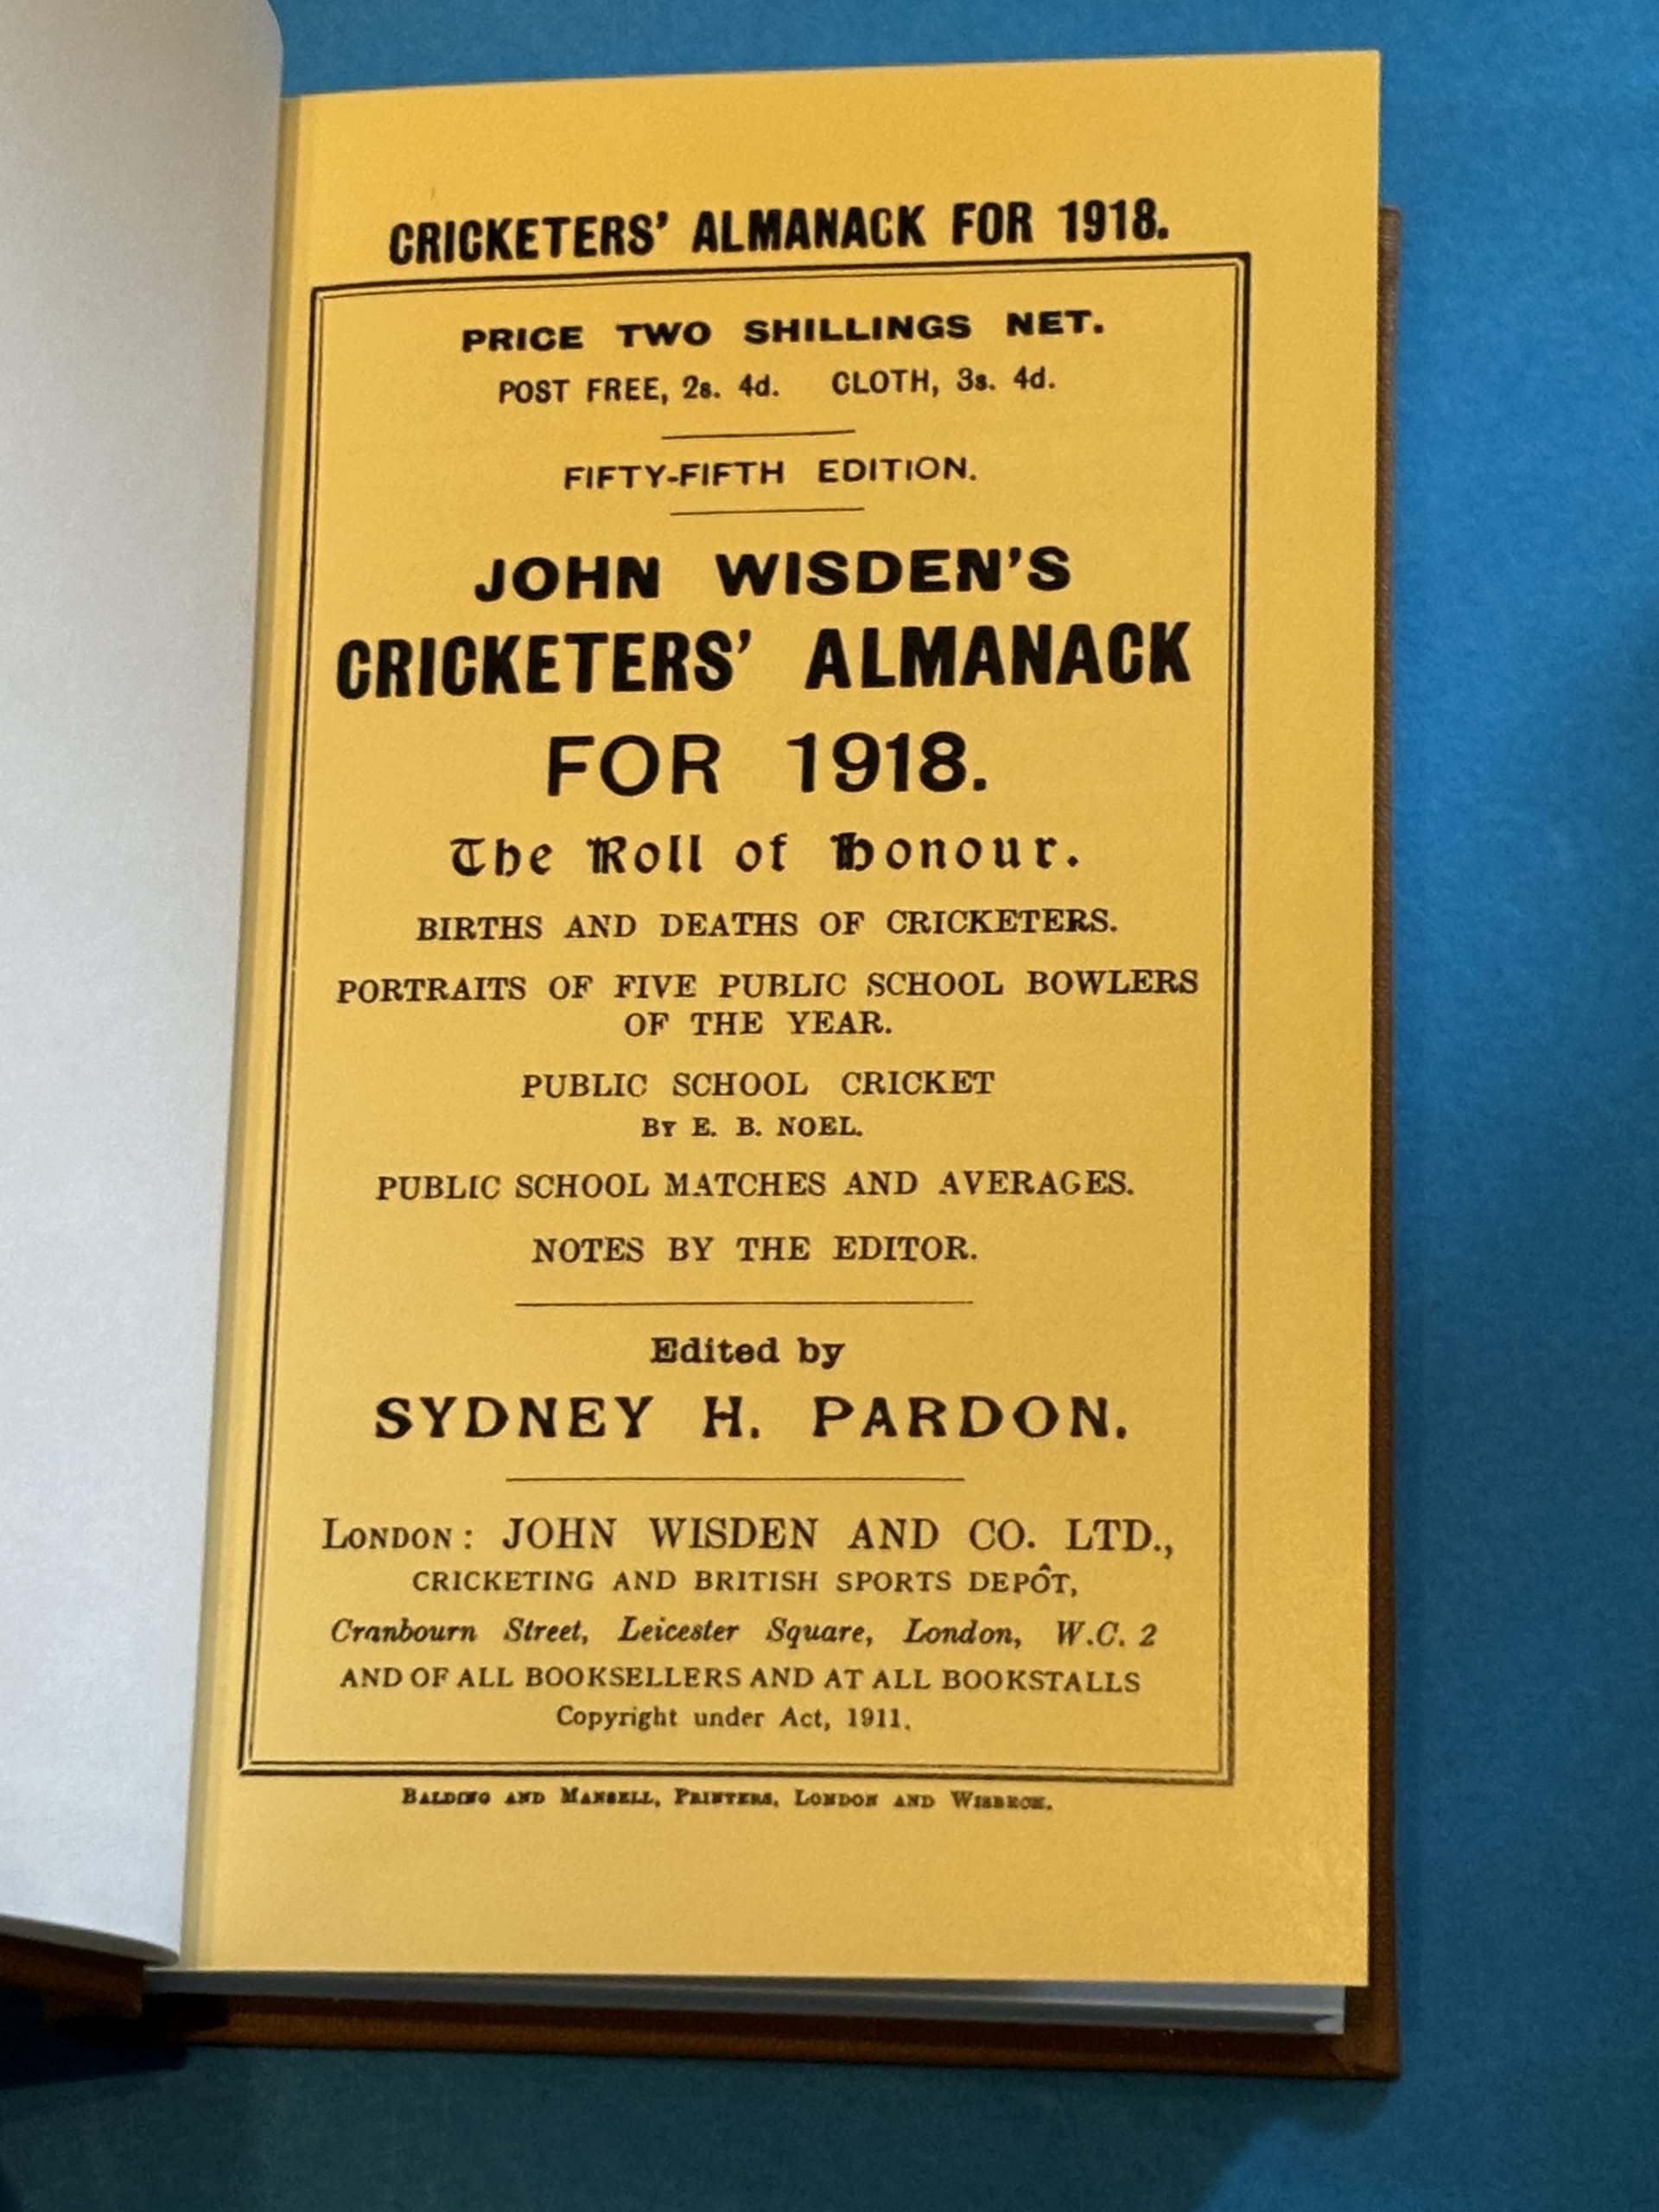 CRICKETERS' ALMANACK FOR 1918.
PRICE TWO SHILLINGS NET.
POST FREE, 2s. 4d. CLOTH, 3s. 4d.
FIFTY-FIFTH EDITION.
JOHN WISDEN'S
CRICKETERS' ALMANACK
FOR 1918.
The Roll of Honour.
BIRTHS AND DEATHS OF CRICKETERS.
PORTRAITS OF FIVE PUBLIC SCHOOL BOWLERS
OF THE YEAR.
PUBLIC SCHOOL CRICKET
BY E. B. NOEL.
PUBLIC SCHOOL MATCHES AND AVERAGES.
NOTES BY THE EDITOR.
Edited by
SYDNEY H. PARDON.
LONDON: JOHN WISDEN AND CO. LTD.,
CRICKETING AND BRITISH SPORTS DEPÔT,
Cranbourn Street, Leicester Square, London, W.C. 2
AND OF ALL BOOKSELLERS AND AT ALL BOOKSTALLS
Copyright under Act, 1911.
BALDING AND MANSELL, PRINTERS, LONDON AND WISBECH.